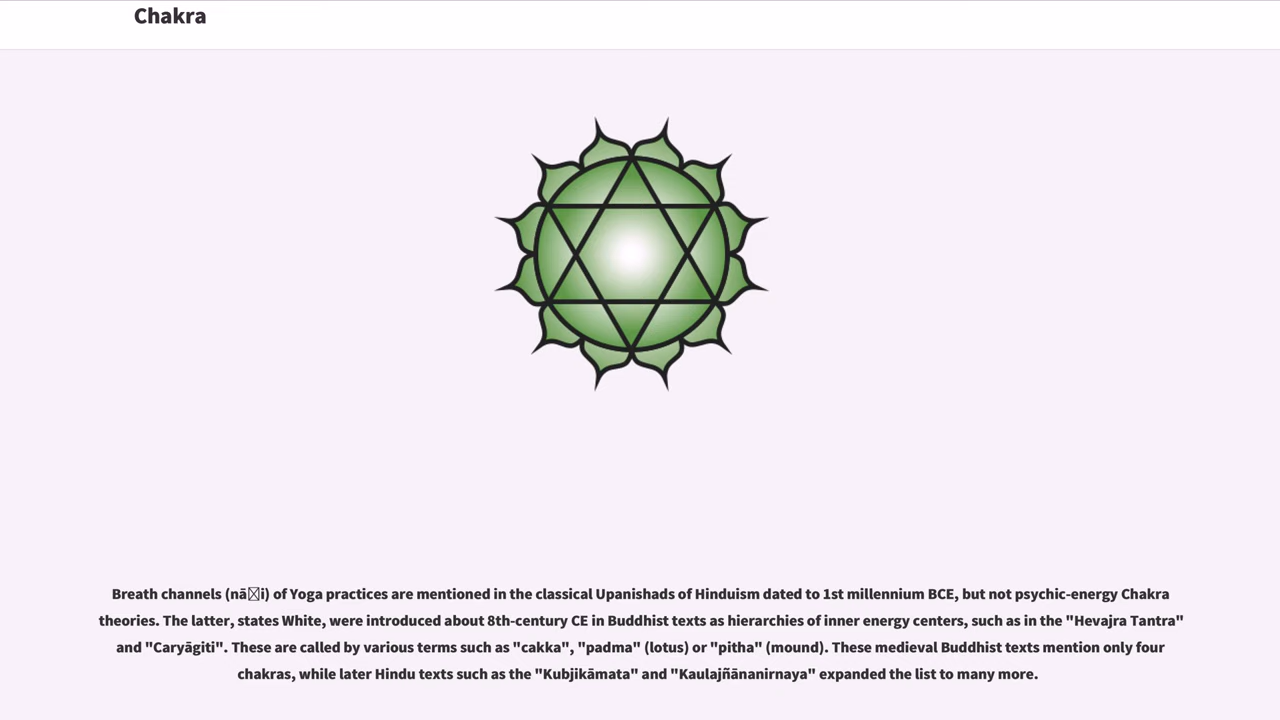 Chakra
Breath channels (nā▯i) of Yoga practices are mentioned in the classical Upanishads of Hinduism dated to 1st millennium BCE, but not psychic-energy Chakra
theories. The latter, states White, were introduced about 8th-century CE in Buddhist texts as hierarchies of inner energy centers, such as in the "Hevajra Tantra"
and "Caryāgiti". These are called by various terms such as "cakka", "padma" (lotus) or "pitha" (mound). These medieval Buddhist texts mention only four
chakras, while later Hindu texts such as the "Kubjikāmata" and "Kaulajñānanirnaya" expanded the list to many more.